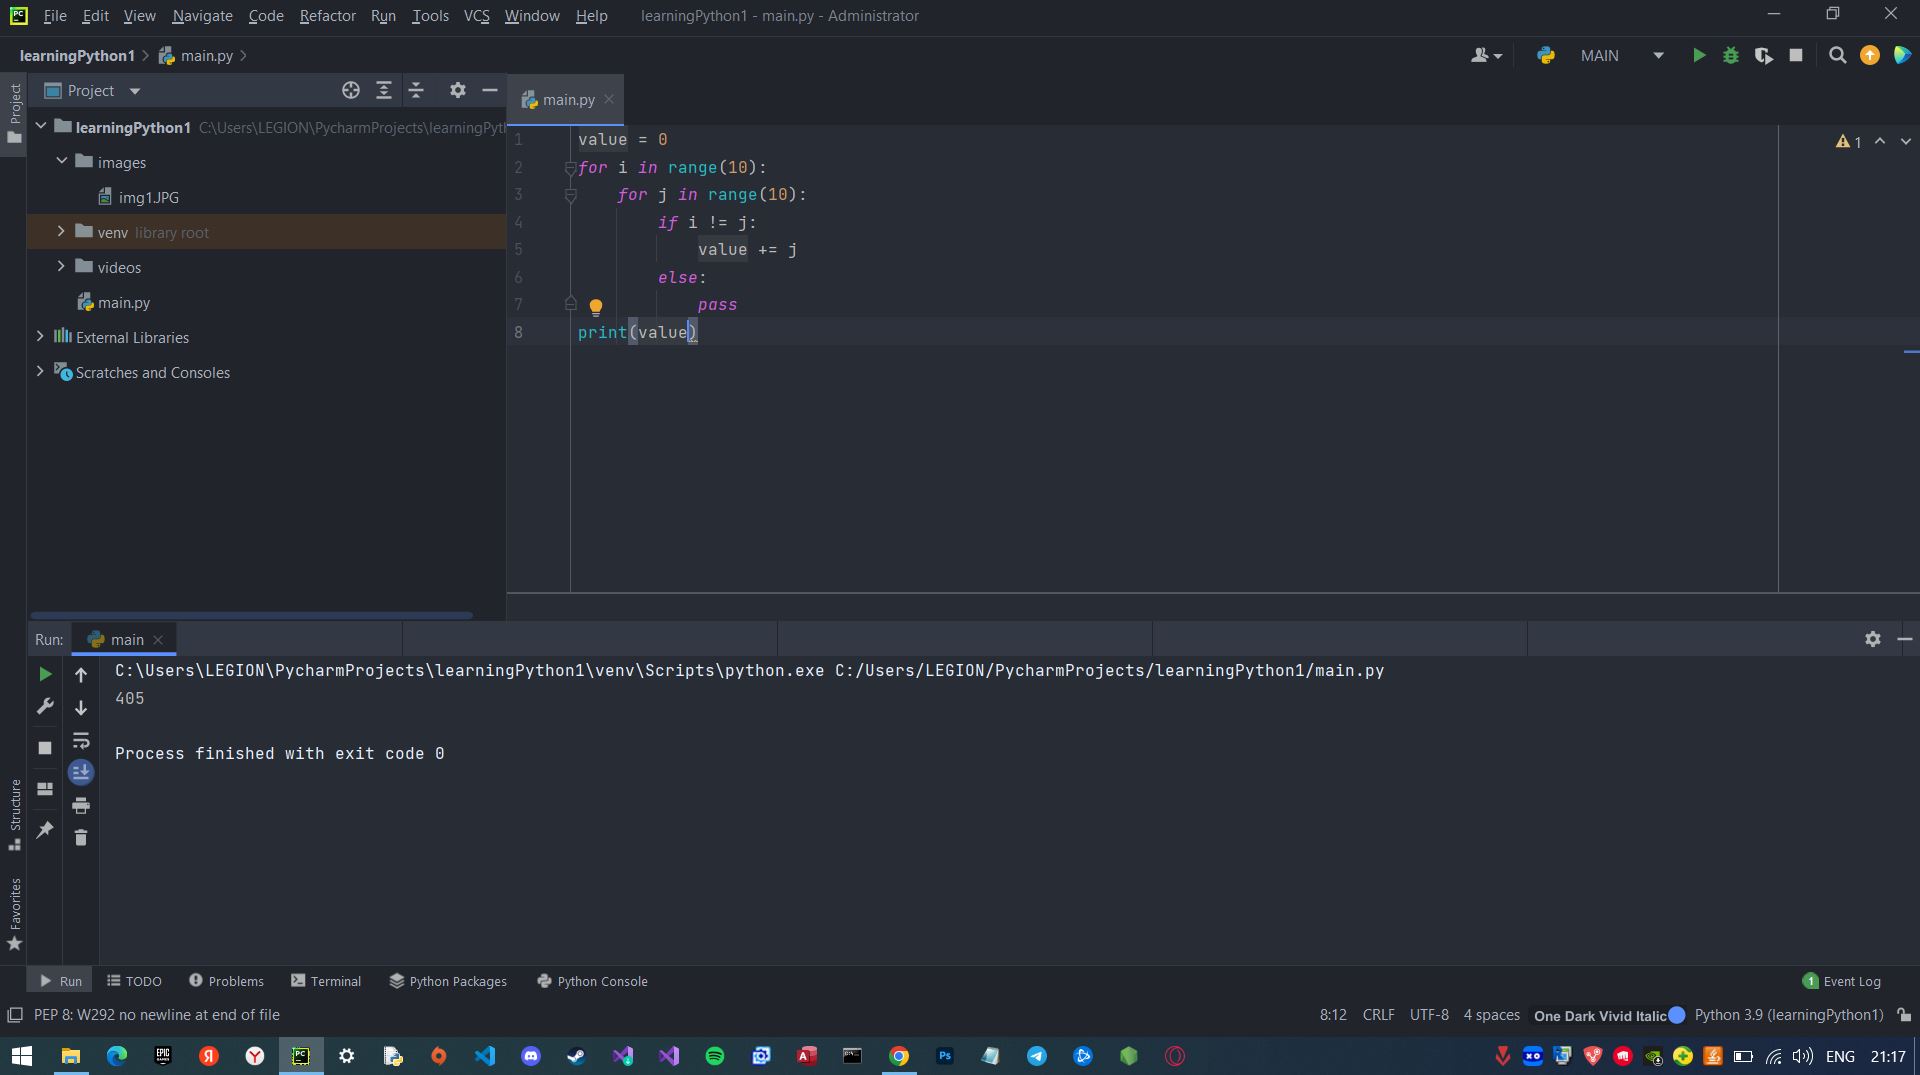 File Edit View Navigate Code Refactor Run Tools VCS Window Help learningPython1 - main.py - Administrator
learningPython1 main.py MAIN
Project
main.py
learningPython1 C:\Users\LEGION\PycharmProjects\learningPyth
images
img1.JPG
venv library root
videos
main.py
External Libraries
Scratches and Consoles
1 value = 0
2 for i in range(10):
3 for j in range(10):
4 if i != j:
5 value += j
6 else:
7 pass
8 print(value)
1
Project
Structure
Favorites
Run: main
C:\Users\LEGION\PycharmProjects\learningPython1\venv\Scripts\python.exe C:/Users/LEGION/PycharmProjects/learningPython1/main.py
405
Process finished with exit code 0
Run TODO Problems Terminal Python Packages Python Console 1 Event Log
PEP 8: W292 no newline at end of file 8:12 CRLF UTF-8 4 spaces One Dark Vivid Italic Python 3.9 (learningPython1)
ENG 21:17